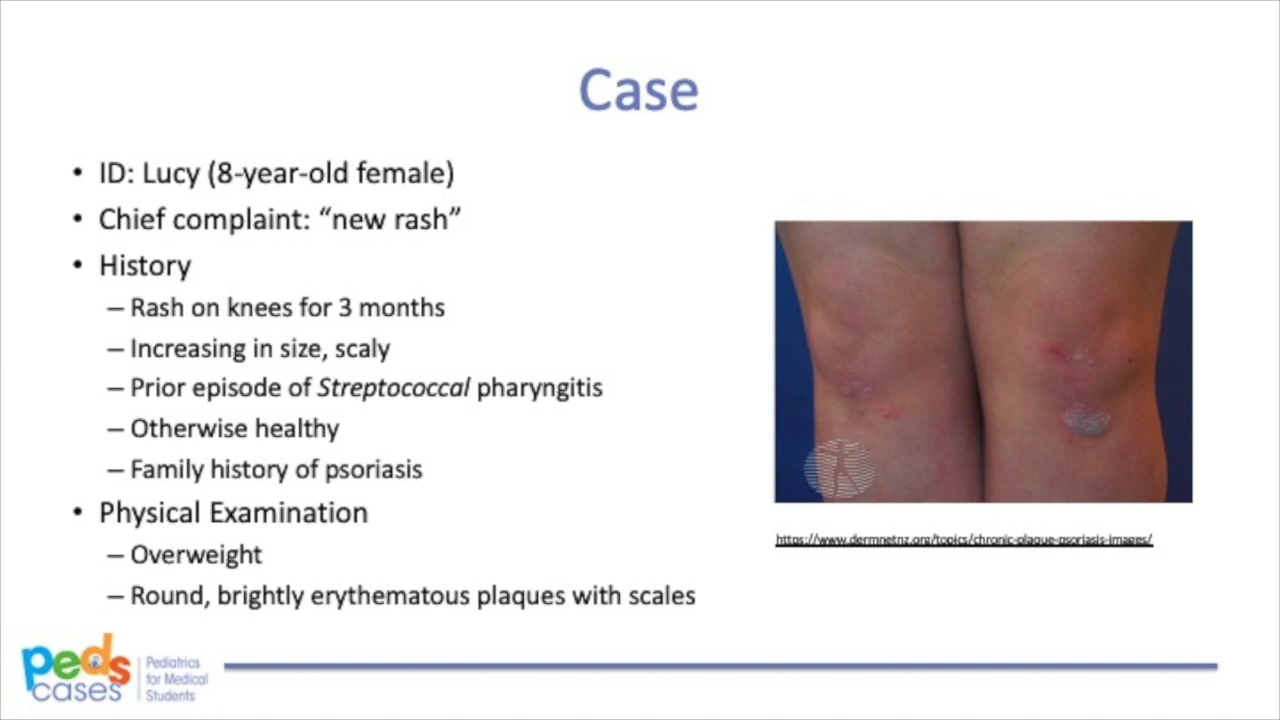 Case
• ID: Lucy (8-year-old female)
• Chief complaint: “new rash”
• History
– Rash on knees for 3 months
– Increasing in size, scaly
– Prior episode of Streptococcal pharyngitis
– Otherwise healthy
– Family history of psoriasis
• Physical Examination
– Overweight
– Round, brightly erythematous plaques with scales
https://www.dermnetnz.org/topics/chronic-plaque-psoriasis-images/
peds
cases
Pediatrics
for Medical
Students